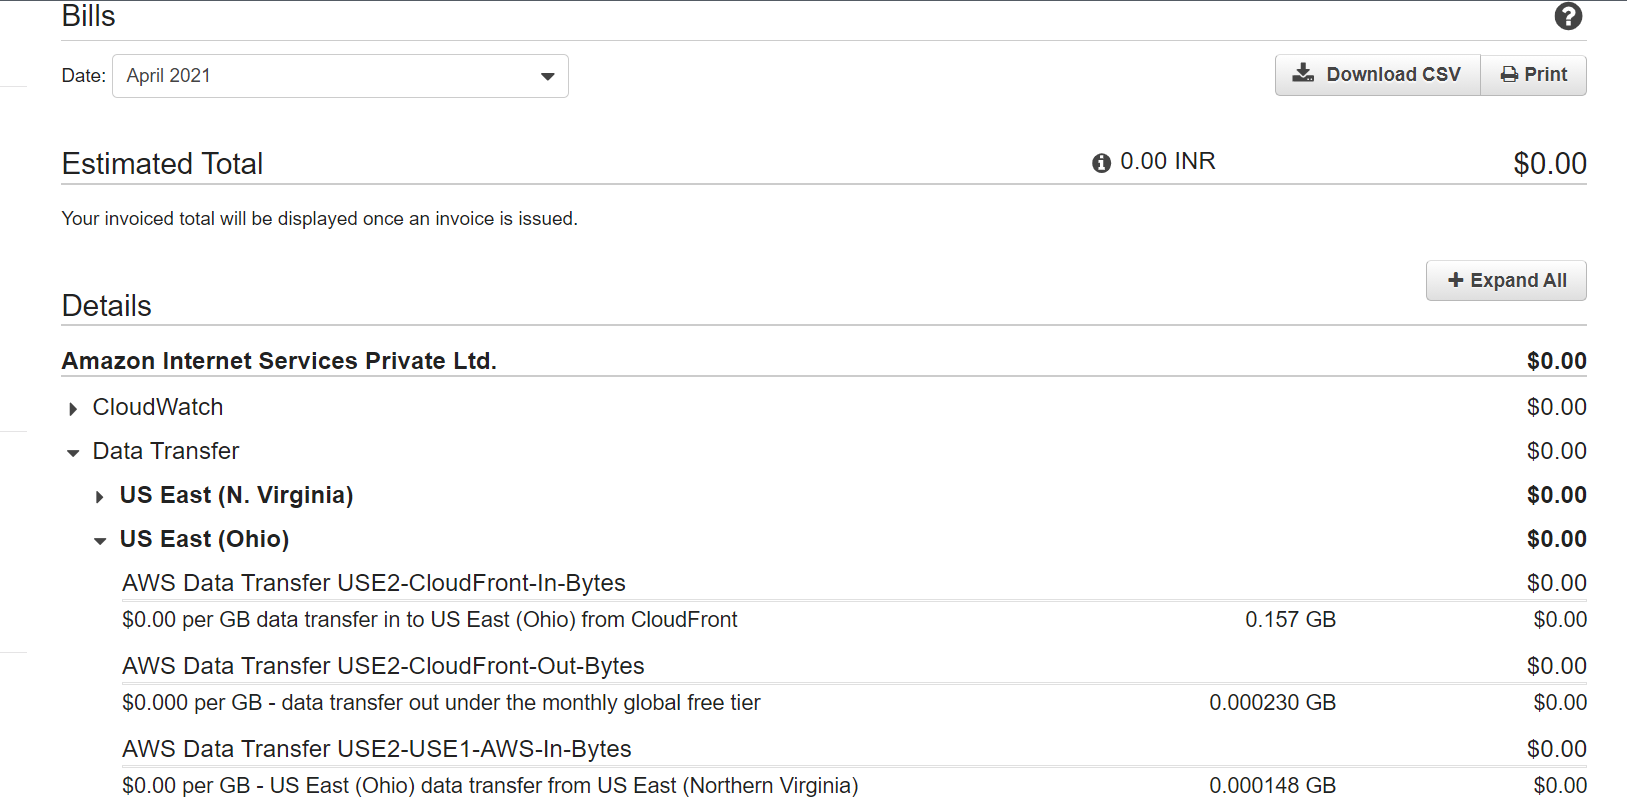 Bills
Date: April 2021
Download CSV Print
Estimated Total 0.00 INR $0.00
Your invoiced total will be displayed once an invoice is issued.
Expand All
Details
Amazon Internet Services Private Ltd. $0.00
CloudWatch $0.00
Data Transfer $0.00
US East (N. Virginia) $0.00
US East (Ohio) $0.00
AWS Data Transfer USE2-CloudFront-In-Bytes $0.00
$0.00 per GB data transfer in to US East (Ohio) from CloudFront 0.157 GB $0.00
AWS Data Transfer USE2-CloudFront-Out-Bytes $0.00
$0.000 per GB - data transfer out under the monthly global free tier 0.000230 GB $0.00
AWS Data Transfer USE2-USE1-AWS-In-Bytes $0.00
$0.00 per GB - US East (Ohio) data transfer from US East (Northern Virginia) 0.000148 GB $0.00